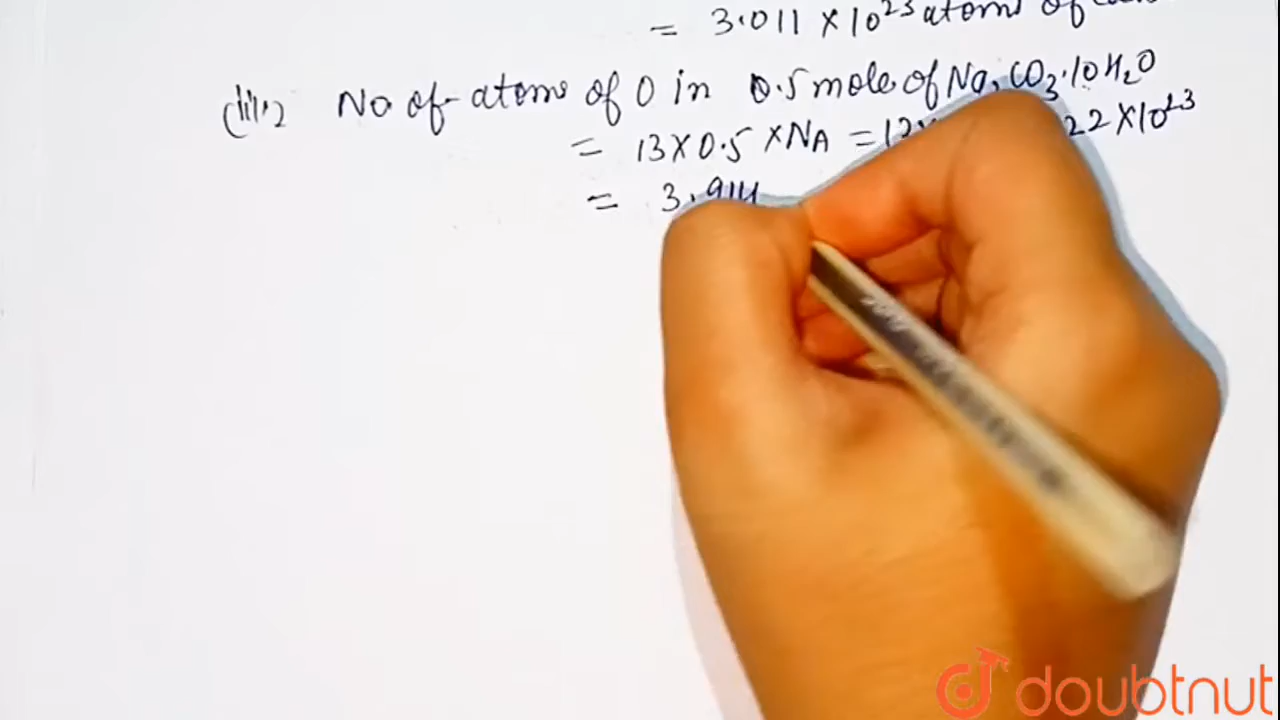 = 3.011 × 10²³ atoms of
(iii) No of atoms of O in 0.5 mole of Na₂CO₃.10H₂O
= 13 × 0.5 × NA = 13 22 × 10²³
= 3.914
doubtnut